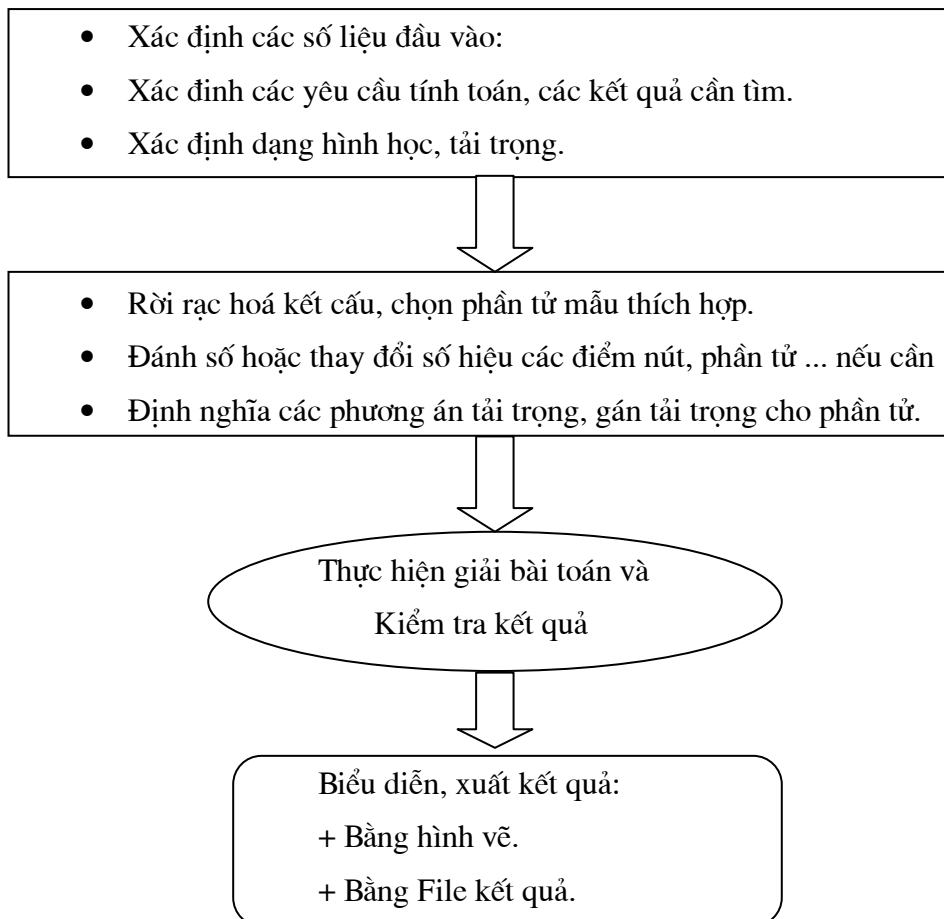 • Xác định các số liệu đầu vào:
• Xác đinh các yêu cầu tính toán, các kết quả cần tìm.
• Xác định dạng hình học, tải trọng.
• Rời rạc hoá kết cấu, chọn phần tử mẫu thích hợp.
• Đánh số hoặc thay đổi số hiệu các điểm nút, phần tử ... nếu cần
• Định nghĩa các phương án tải trọng, gán tải trọng cho phần tử.
Thực hiện giải bài toán và
Kiểm tra kết quả
Biểu diễn, xuất kết quả:
+ Bằng hình vẽ.
+ Bằng File kết quả.